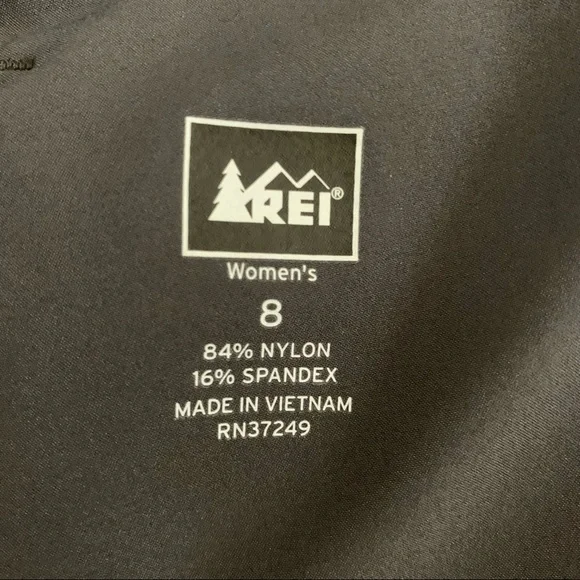 REI®
Women's
8
84% NYLON
16% SPANDEX
MADE IN VIETNAM
RN37249